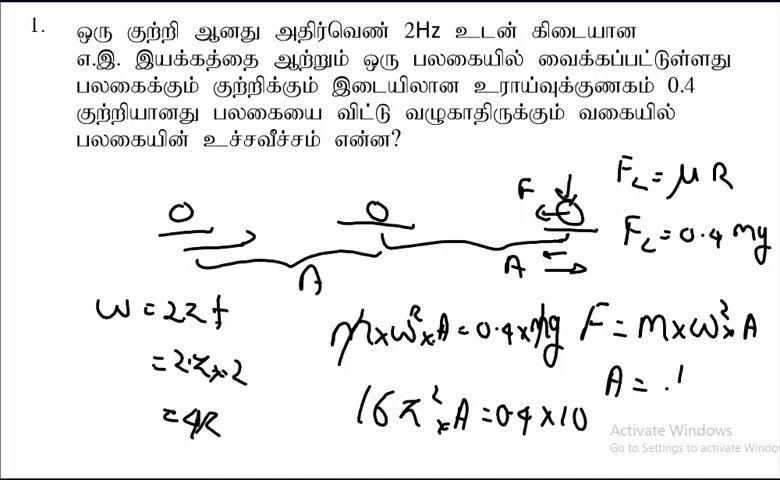 1. ஒரு குற்றி ஆனது அதிர்வெண் 2Hz உடன் கிடையான
எ.இ. இயக்கத்தை ஆற்றும் ஒரு பலகையில் வைக்கப்பட்டுள்ளது
பலகைக்கும் குற்றிக்கும் இடையிலான உராய்வுக்குணகம் 0.4
குற்றியானது பலகையை விட்டு வழுகாதிருக்கும் வகையில்
பலகையின் உச்சவீச்சம் என்ன?
F
F_L = μR
F_L = 0.4 mg
A
A
ω = 2πf
= 2·π×2
= 4π
m×ω²×A = 0.4×mg
F = m×ω²×A
A = .1
16π²×A = 0.4×10
Activate Windows
Go to Settings to activate Windo